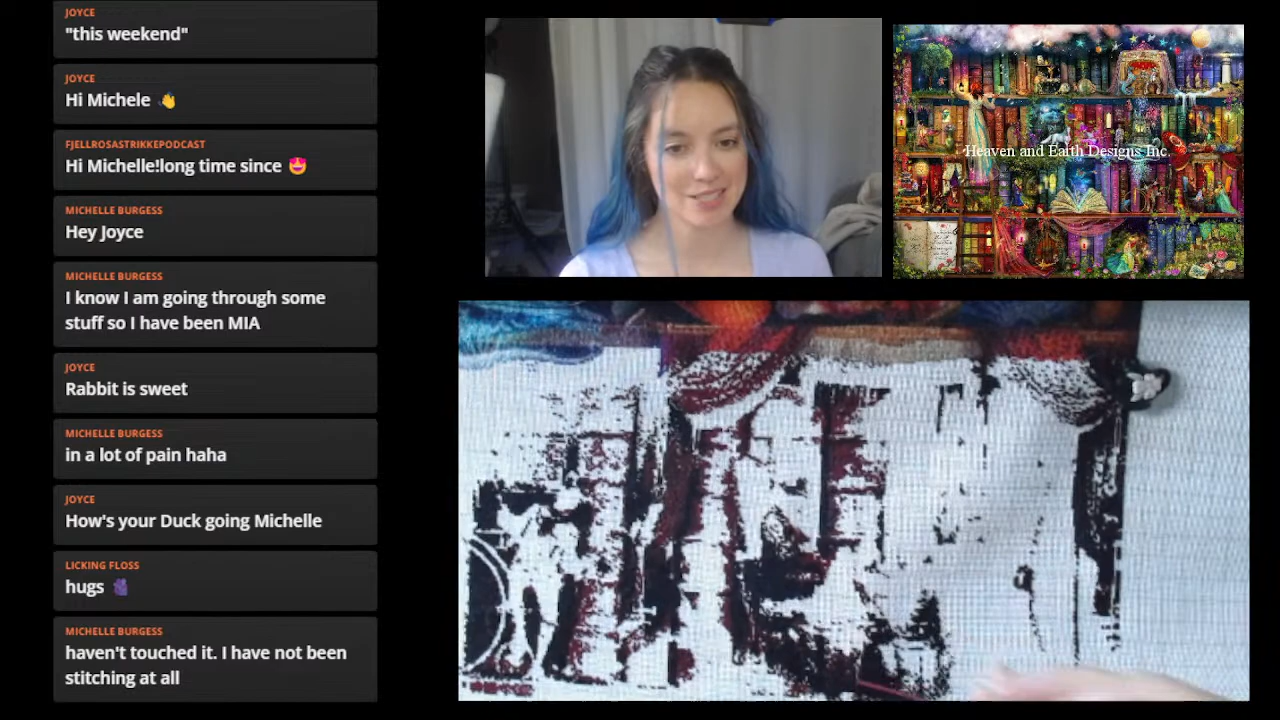 JOYCE
"this weekend"
JOYCE
Hi Michele 👋
FJELLROSASTRIKKEPODCAST
Hi Michelle!long time since 🤩
MICHELLE BURGESS
Hey Joyce
MICHELLE BURGESS
I know I am going through some
stuff so I have been MIA
JOYCE
Rabbit is sweet
MICHELLE BURGESS
in a lot of pain haha
JOYCE
How's your Duck going Michelle
LICKING FLOSS
hugs 🫂
MICHELLE BURGESS
haven't touched it. I have not been
stitching at all
Heaven and Earth Designs Inc.